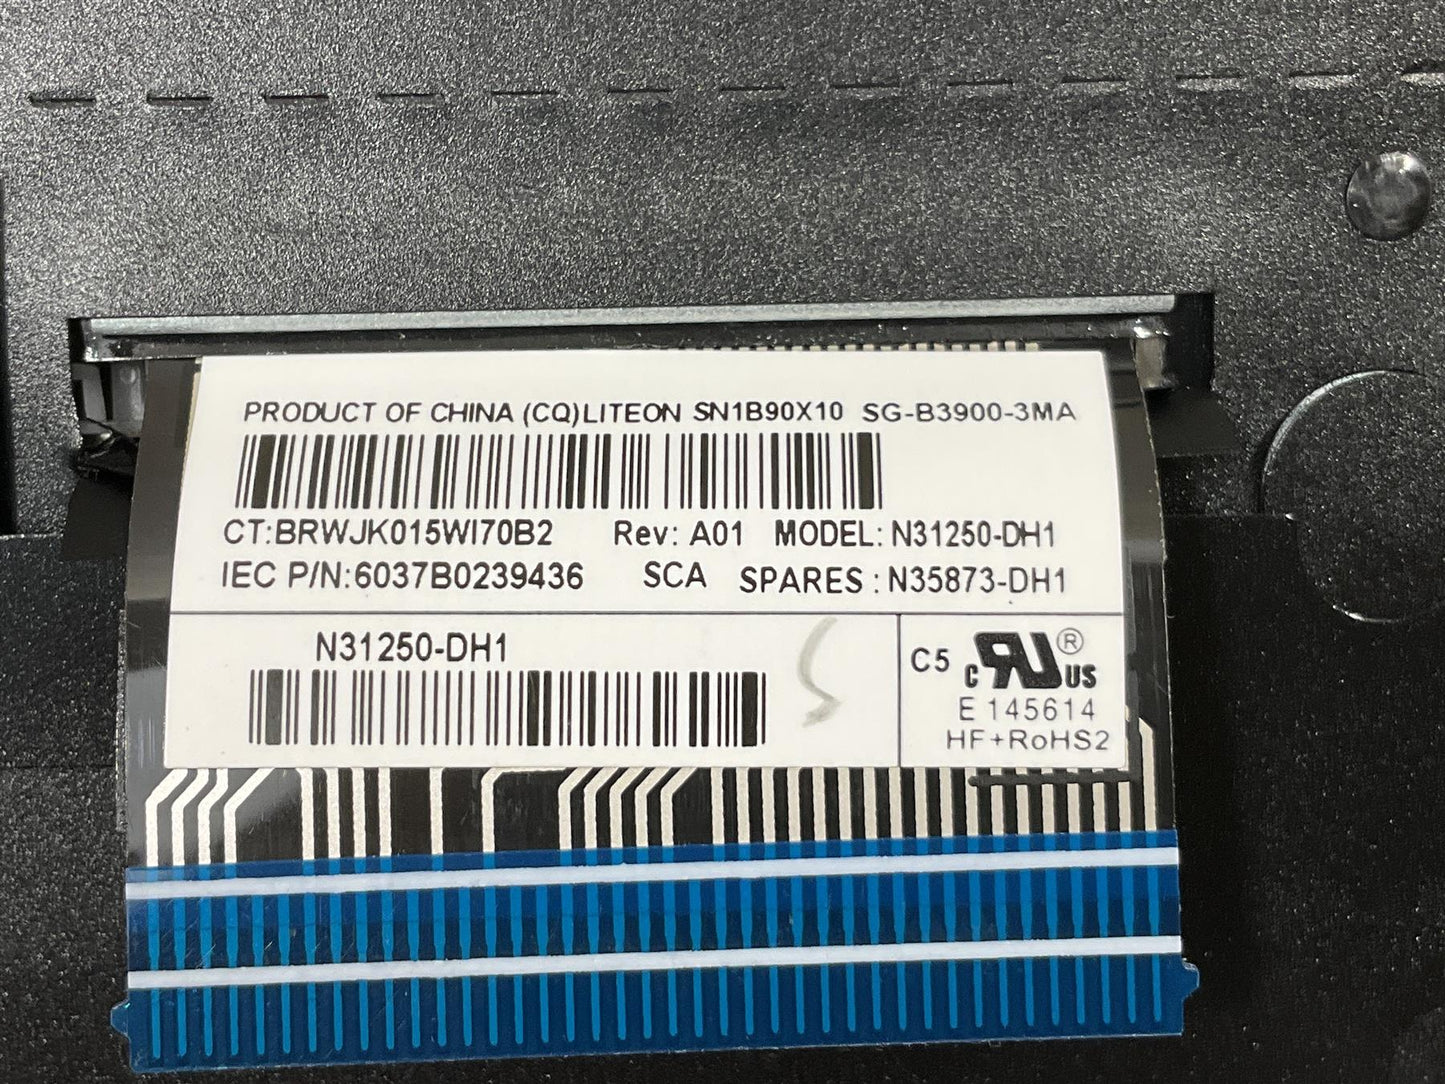 PRODUCT OF CHINA (CQ)LITEON SN1B90X10 SG-B3900-3MA
CT:BRWJK015WI70B2 Rev: A01 MODEL: N31250-DH1
IEC P/N:6037B0239436 SCA SPARES : N35873-DH1
N31250-DH1
C5 c RU ® US
E 145614
HF+RoHS2